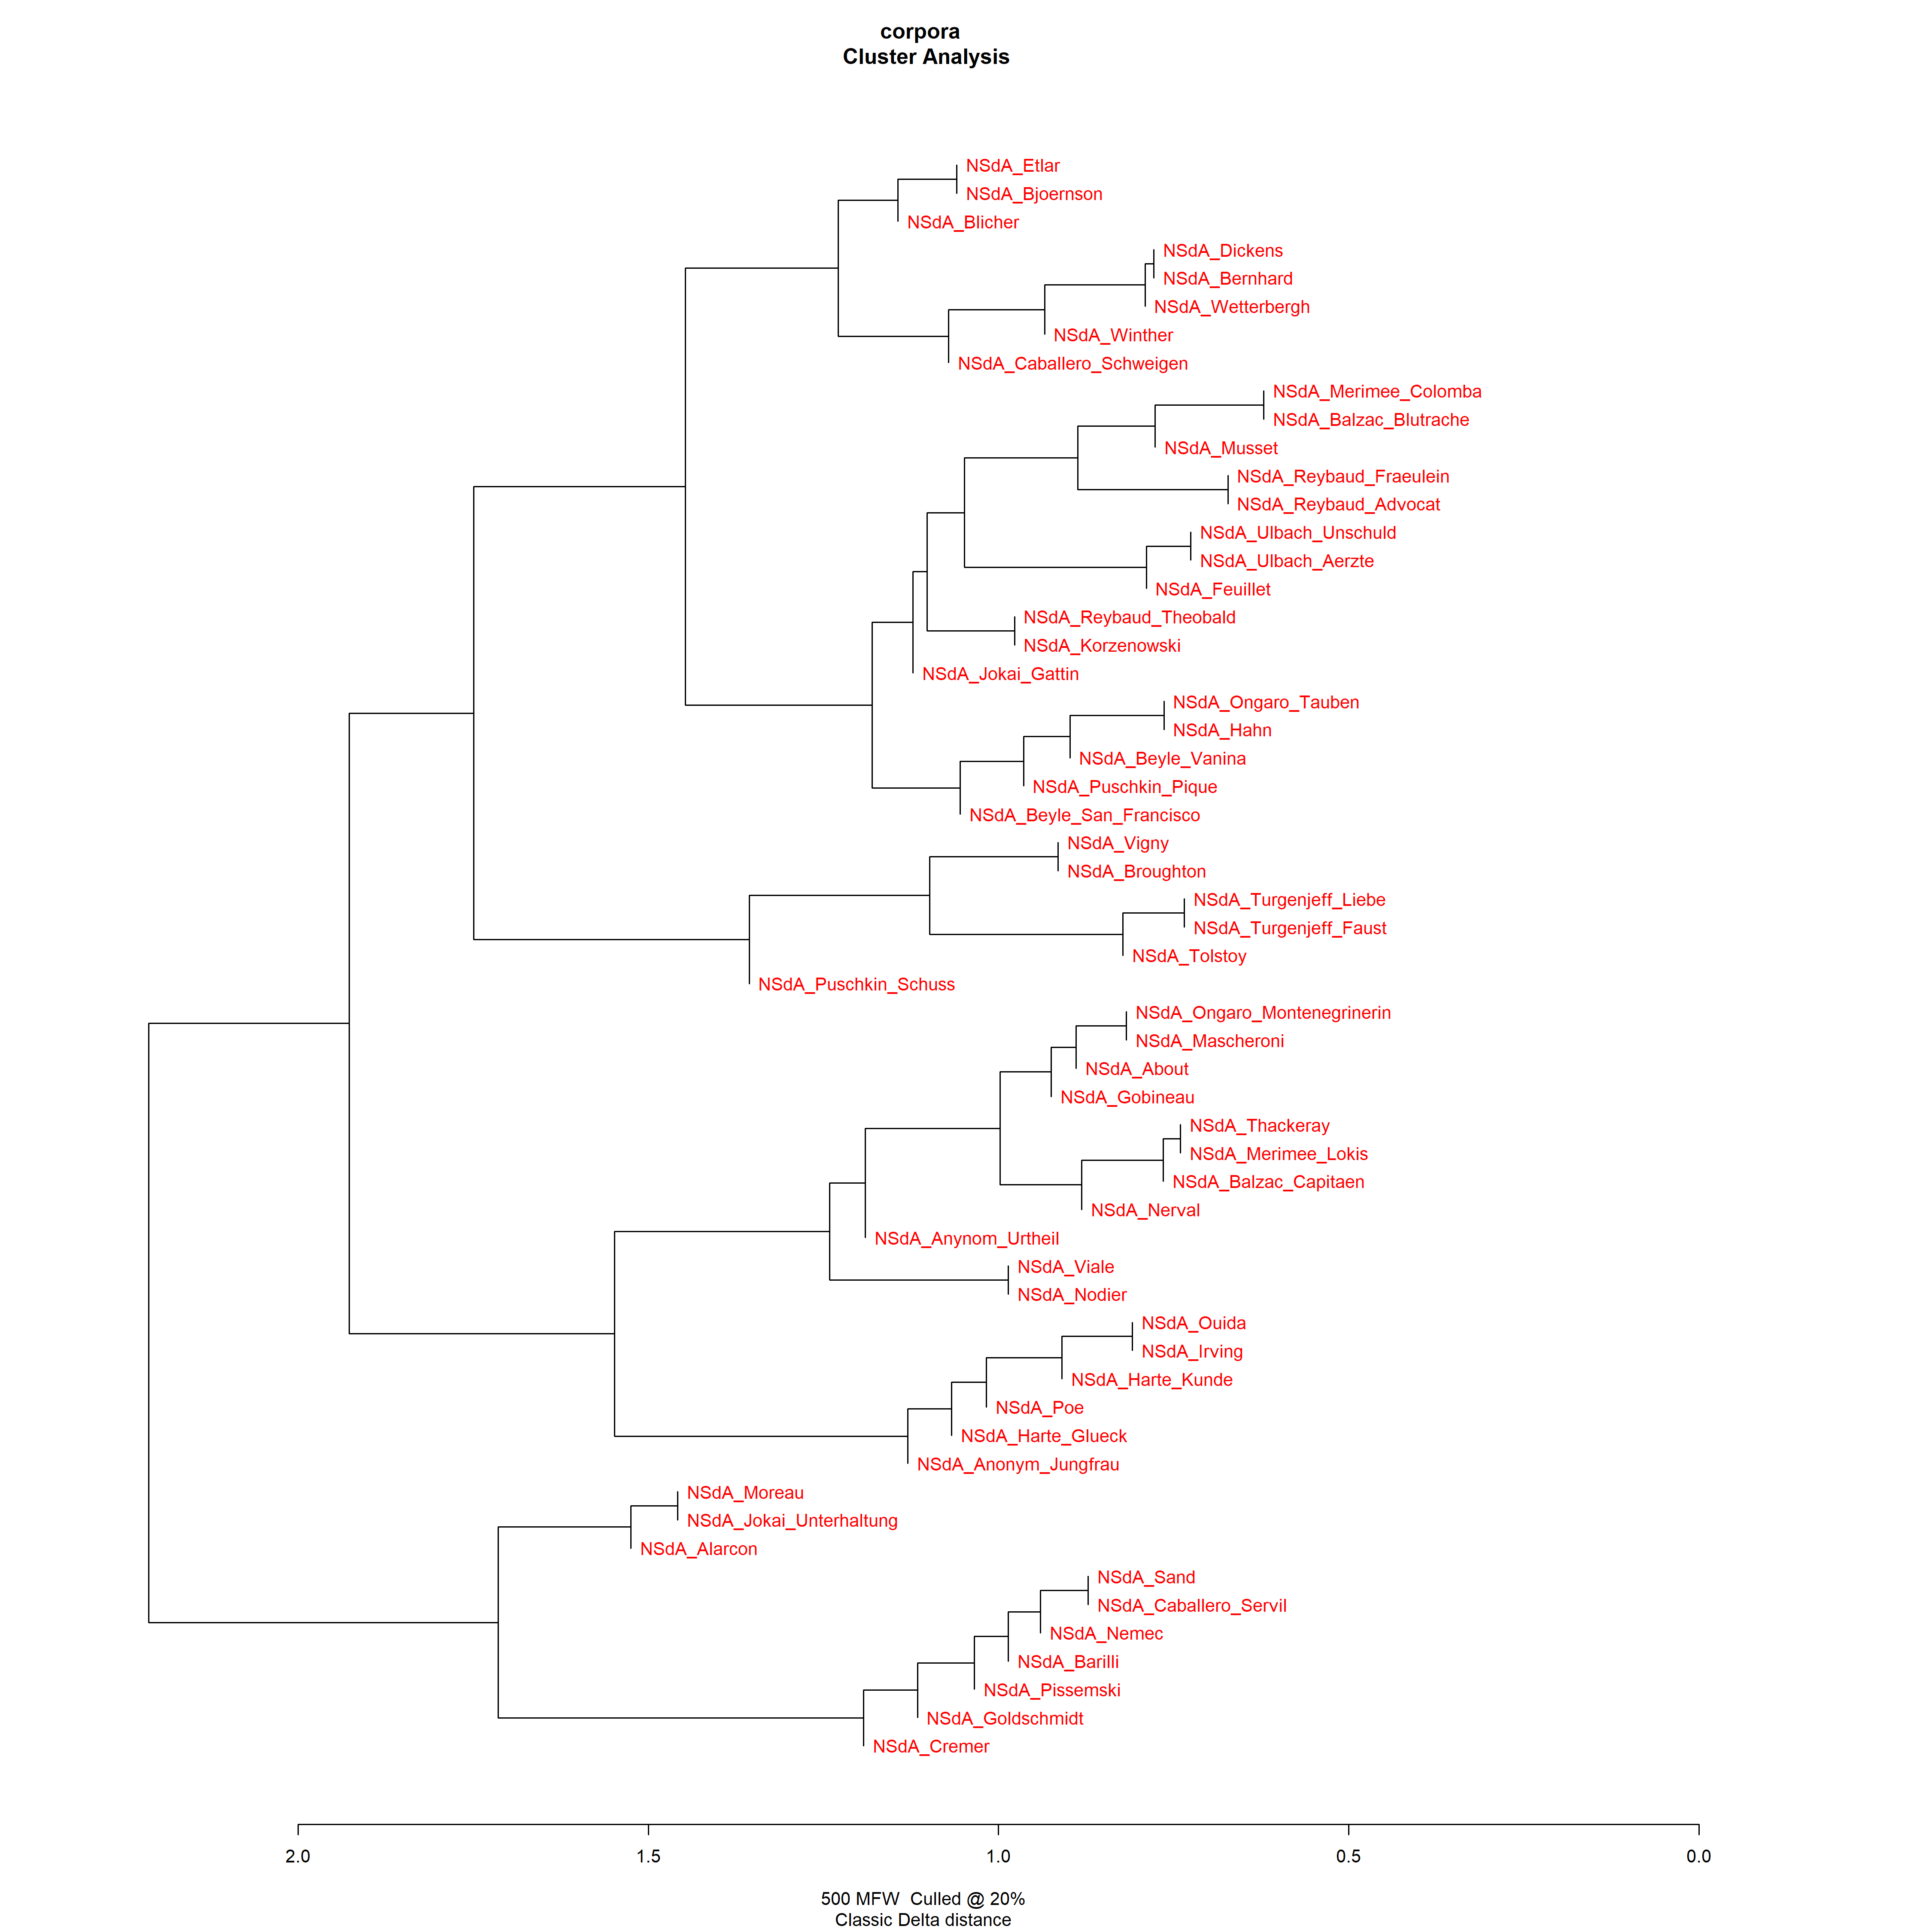 corpora
Cluster Analysis
NSdA_Etlar
NSdA_Bjoernson
NSdA_Blicher
NSdA_Dickens
NSdA_Bernhard
NSdA_Wetterbergh
NSdA_Winther
NSdA_Caballero_Schweigen
NSdA_Merimee_Colomba
NSdA_Balzac_Blutrache
NSdA_Musset
NSdA_Reybaud_Fraeulein
NSdA_Reybaud_Advocat
NSdA_Ulbach_Unschuld
NSdA_Ulbach_Aerzte
NSdA_Feuillet
NSdA_Reybaud_Theobald
NSdA_Korzenowski
NSdA_Jokai_Gattin
NSdA_Ongaro_Tauben
NSdA_Hahn
NSdA_Beyle_Vanina
NSdA_Puschkin_Pique
NSdA_Beyle_San_Francisco
NSdA_Vigny
NSdA_Broughton
NSdA_Turgenjeff_Liebe
NSdA_Turgenjeff_Faust
NSdA_Tolstoy
NSdA_Puschkin_Schuss
NSdA_Ongaro_Montenegrinerin
NSdA_Mascheroni
NSdA_About
NSdA_Gobineau
NSdA_Thackeray
NSdA_Merimee_Lokis
NSdA_Balzac_Capitaen
NSdA_Nerval
NSdA_Anynom_Urtheil
NSdA_Viale
NSdA_Nodier
NSdA_Ouida
NSdA_Irving
NSdA_Harte_Kunde
NSdA_Poe
NSdA_Harte_Glueck
NSdA_Anonym_Jungfrau
NSdA_Moreau
NSdA_Jokai_Unterhaltung
NSdA_Alarcon
NSdA_Sand
NSdA_Caballero_Servil
NSdA_Nemec
NSdA_Barilli
NSdA_Pissemski
NSdA_Goldschmidt
NSdA_Cremer
2.0 1.5 1.0 0.5 0.0
500 MFW  Culled @ 20%
Classic Delta distance